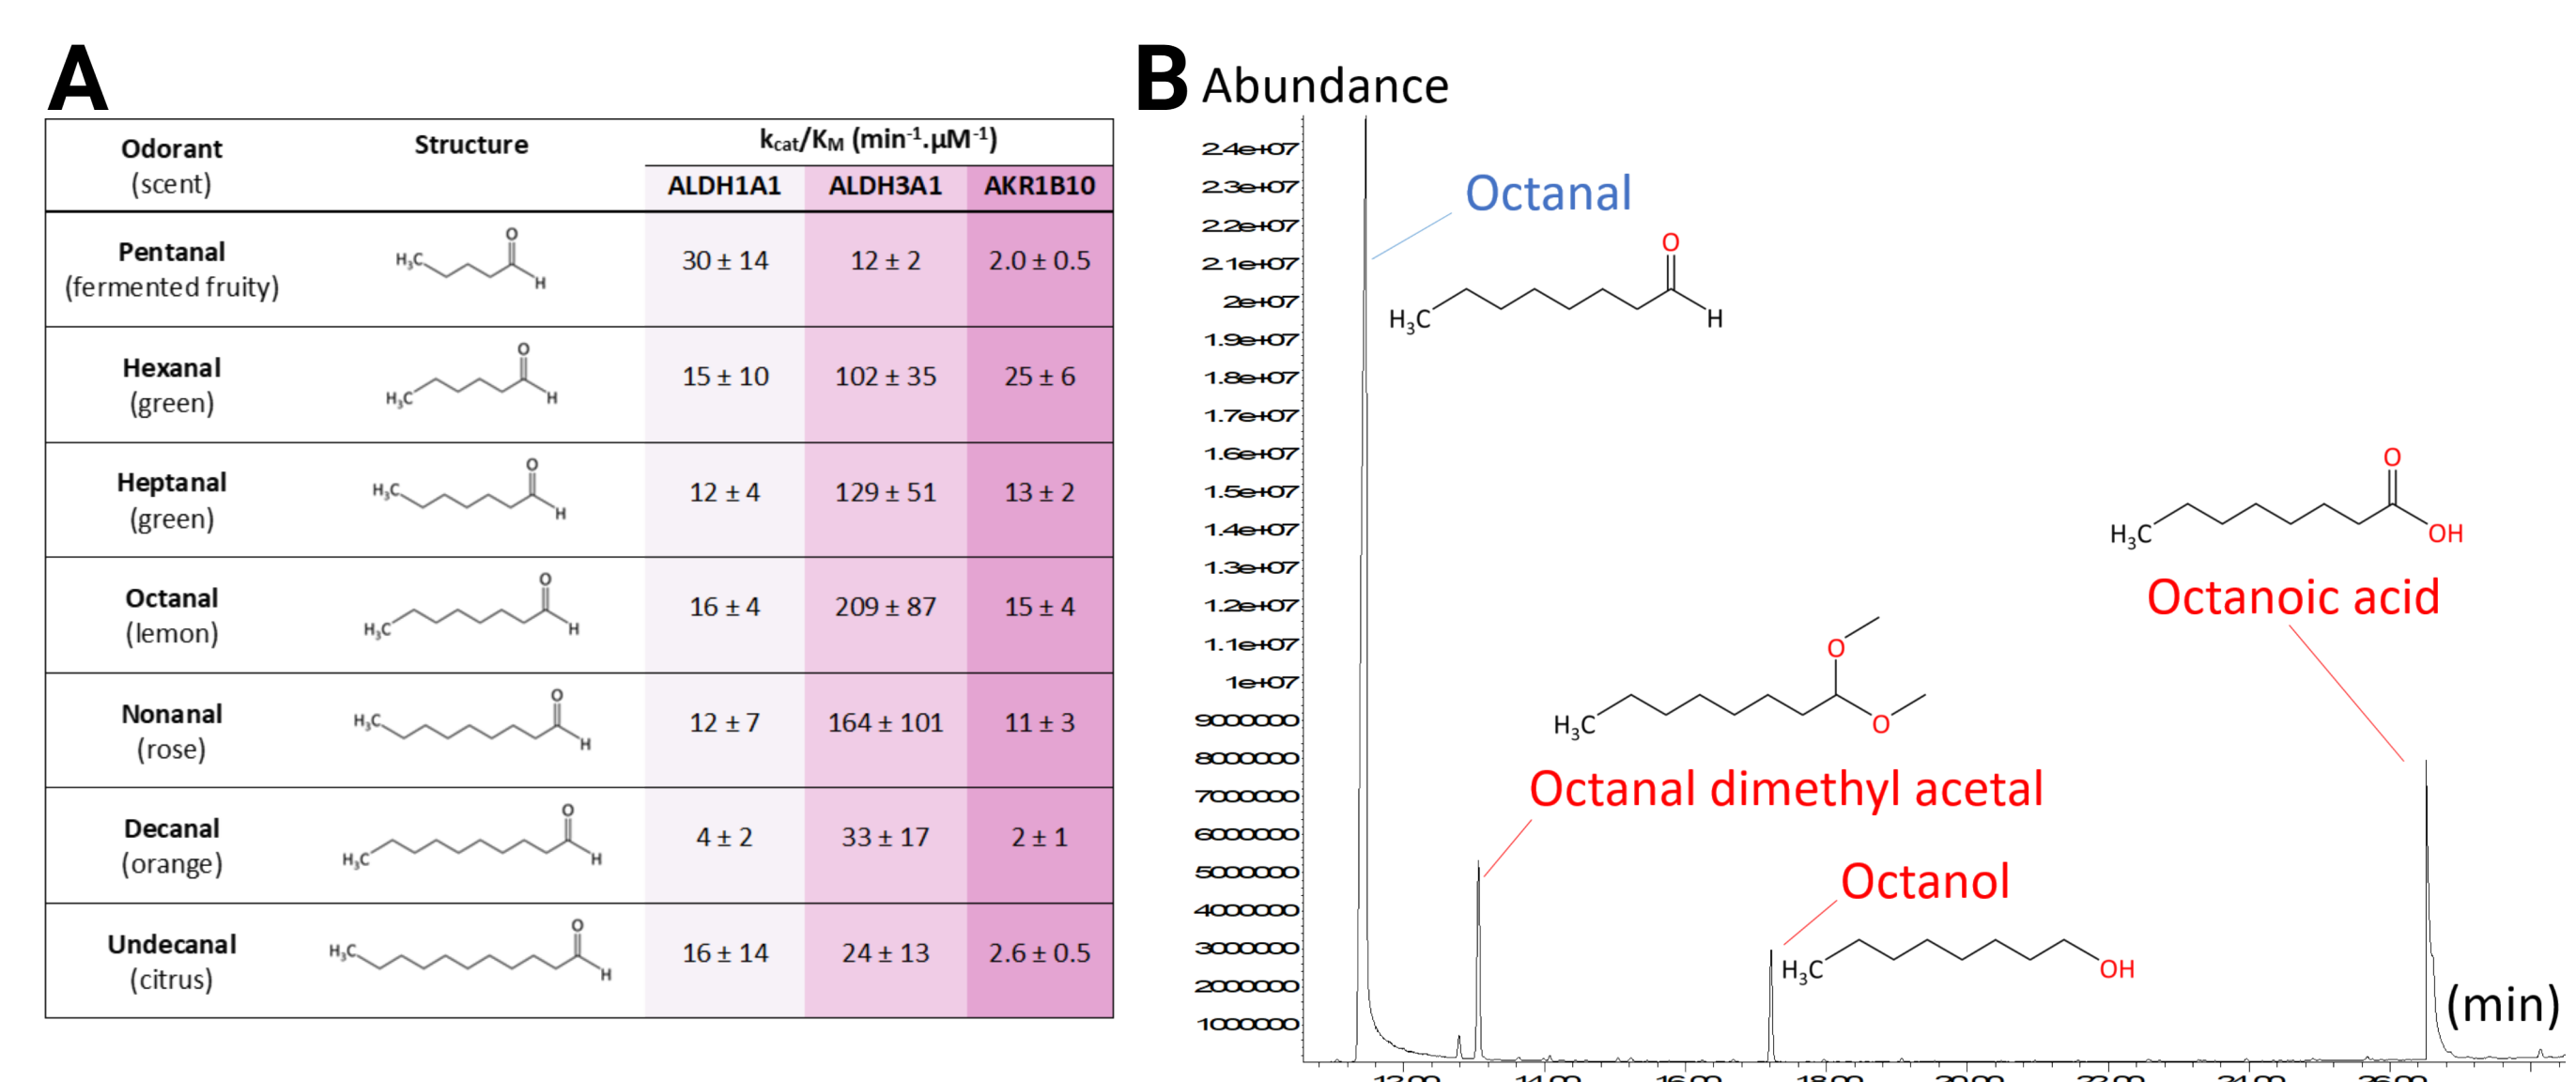 A
Odorant
(scent)
Structure
kcat/KM (min-1.µM-1)
ALDH1A1
ALDH3A1
AKR1B10
Pentanal
(fermented fruity)
H3C
O
H
30 ± 14
12 ± 2
2.0 ± 0.5
Hexanal
(green)
H3C
O
H
15 ± 10
102 ± 35
25 ± 6
Heptanal
(green)
H3C
O
H
12 ± 4
129 ± 51
13 ± 2
Octanal
(lemon)
H3C
O
H
16 ± 4
209 ± 87
15 ± 4
Nonanal
(rose)
H3C
O
H
12 ± 7
164 ± 101
11 ± 3
Decanal
(orange)
H3C
O
H
4 ± 2
33 ± 17
2 ± 1
Undecanal
(citrus)
H3C
O
H
16 ± 14
24 ± 13
2.6 ± 0.5
B
Abundance
2.4e+07
2.3e+07
2.2e+07
2.1e+07
2e+07
1.9e+07
1.8e+07
1.7e+07
1.6e+07
1.5e+07
1.4e+07
1.3e+07
1.2e+07
1.1e+07
1e+07
9000000
8000000
7000000
6000000
5000000
4000000
3000000
2000000
1000000
Octanal
O
H3C
H
O
H3C
OH
Octanoic acid
O
H3C
O
Octanal dimethyl acetal
Octanol
H3C
OH
(min)